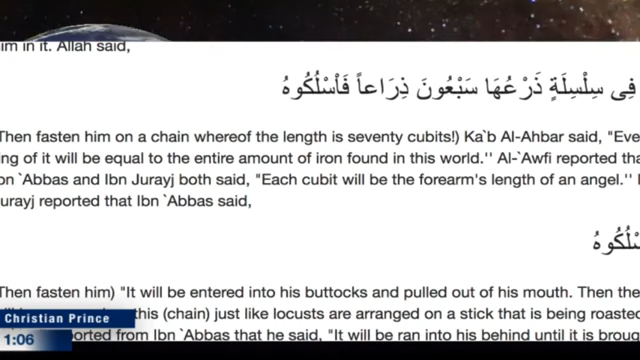 him in it. Allah said,
فِى سِلْسِلَةٍ ذَرْعُهَا سَبْعُونَ ذِرَاعاً فَاْسْلُكُوهُ
Then fasten him on a chain whereof the length is seventy cubits!) Ka`b Al-Ahbar said, "Eve
ing of it will be equal to the entire amount of iron found in this world.'' Al-`Awfi reported tha
bn `Abbas and Ibn Jurayj both said, "Each cubit will be the forearm's length of an angel.'' I
urayj reported that Ibn `Abbas said,
Then fasten him) "It will be entered into his buttocks and pulled out of his mouth. Then the
this (chain) just like locusts are arranged on a stick that is being roasted
ported from Ibn `Abbas that he said, "It will be ran into his behind until it is broug
Christian Prince
1:06